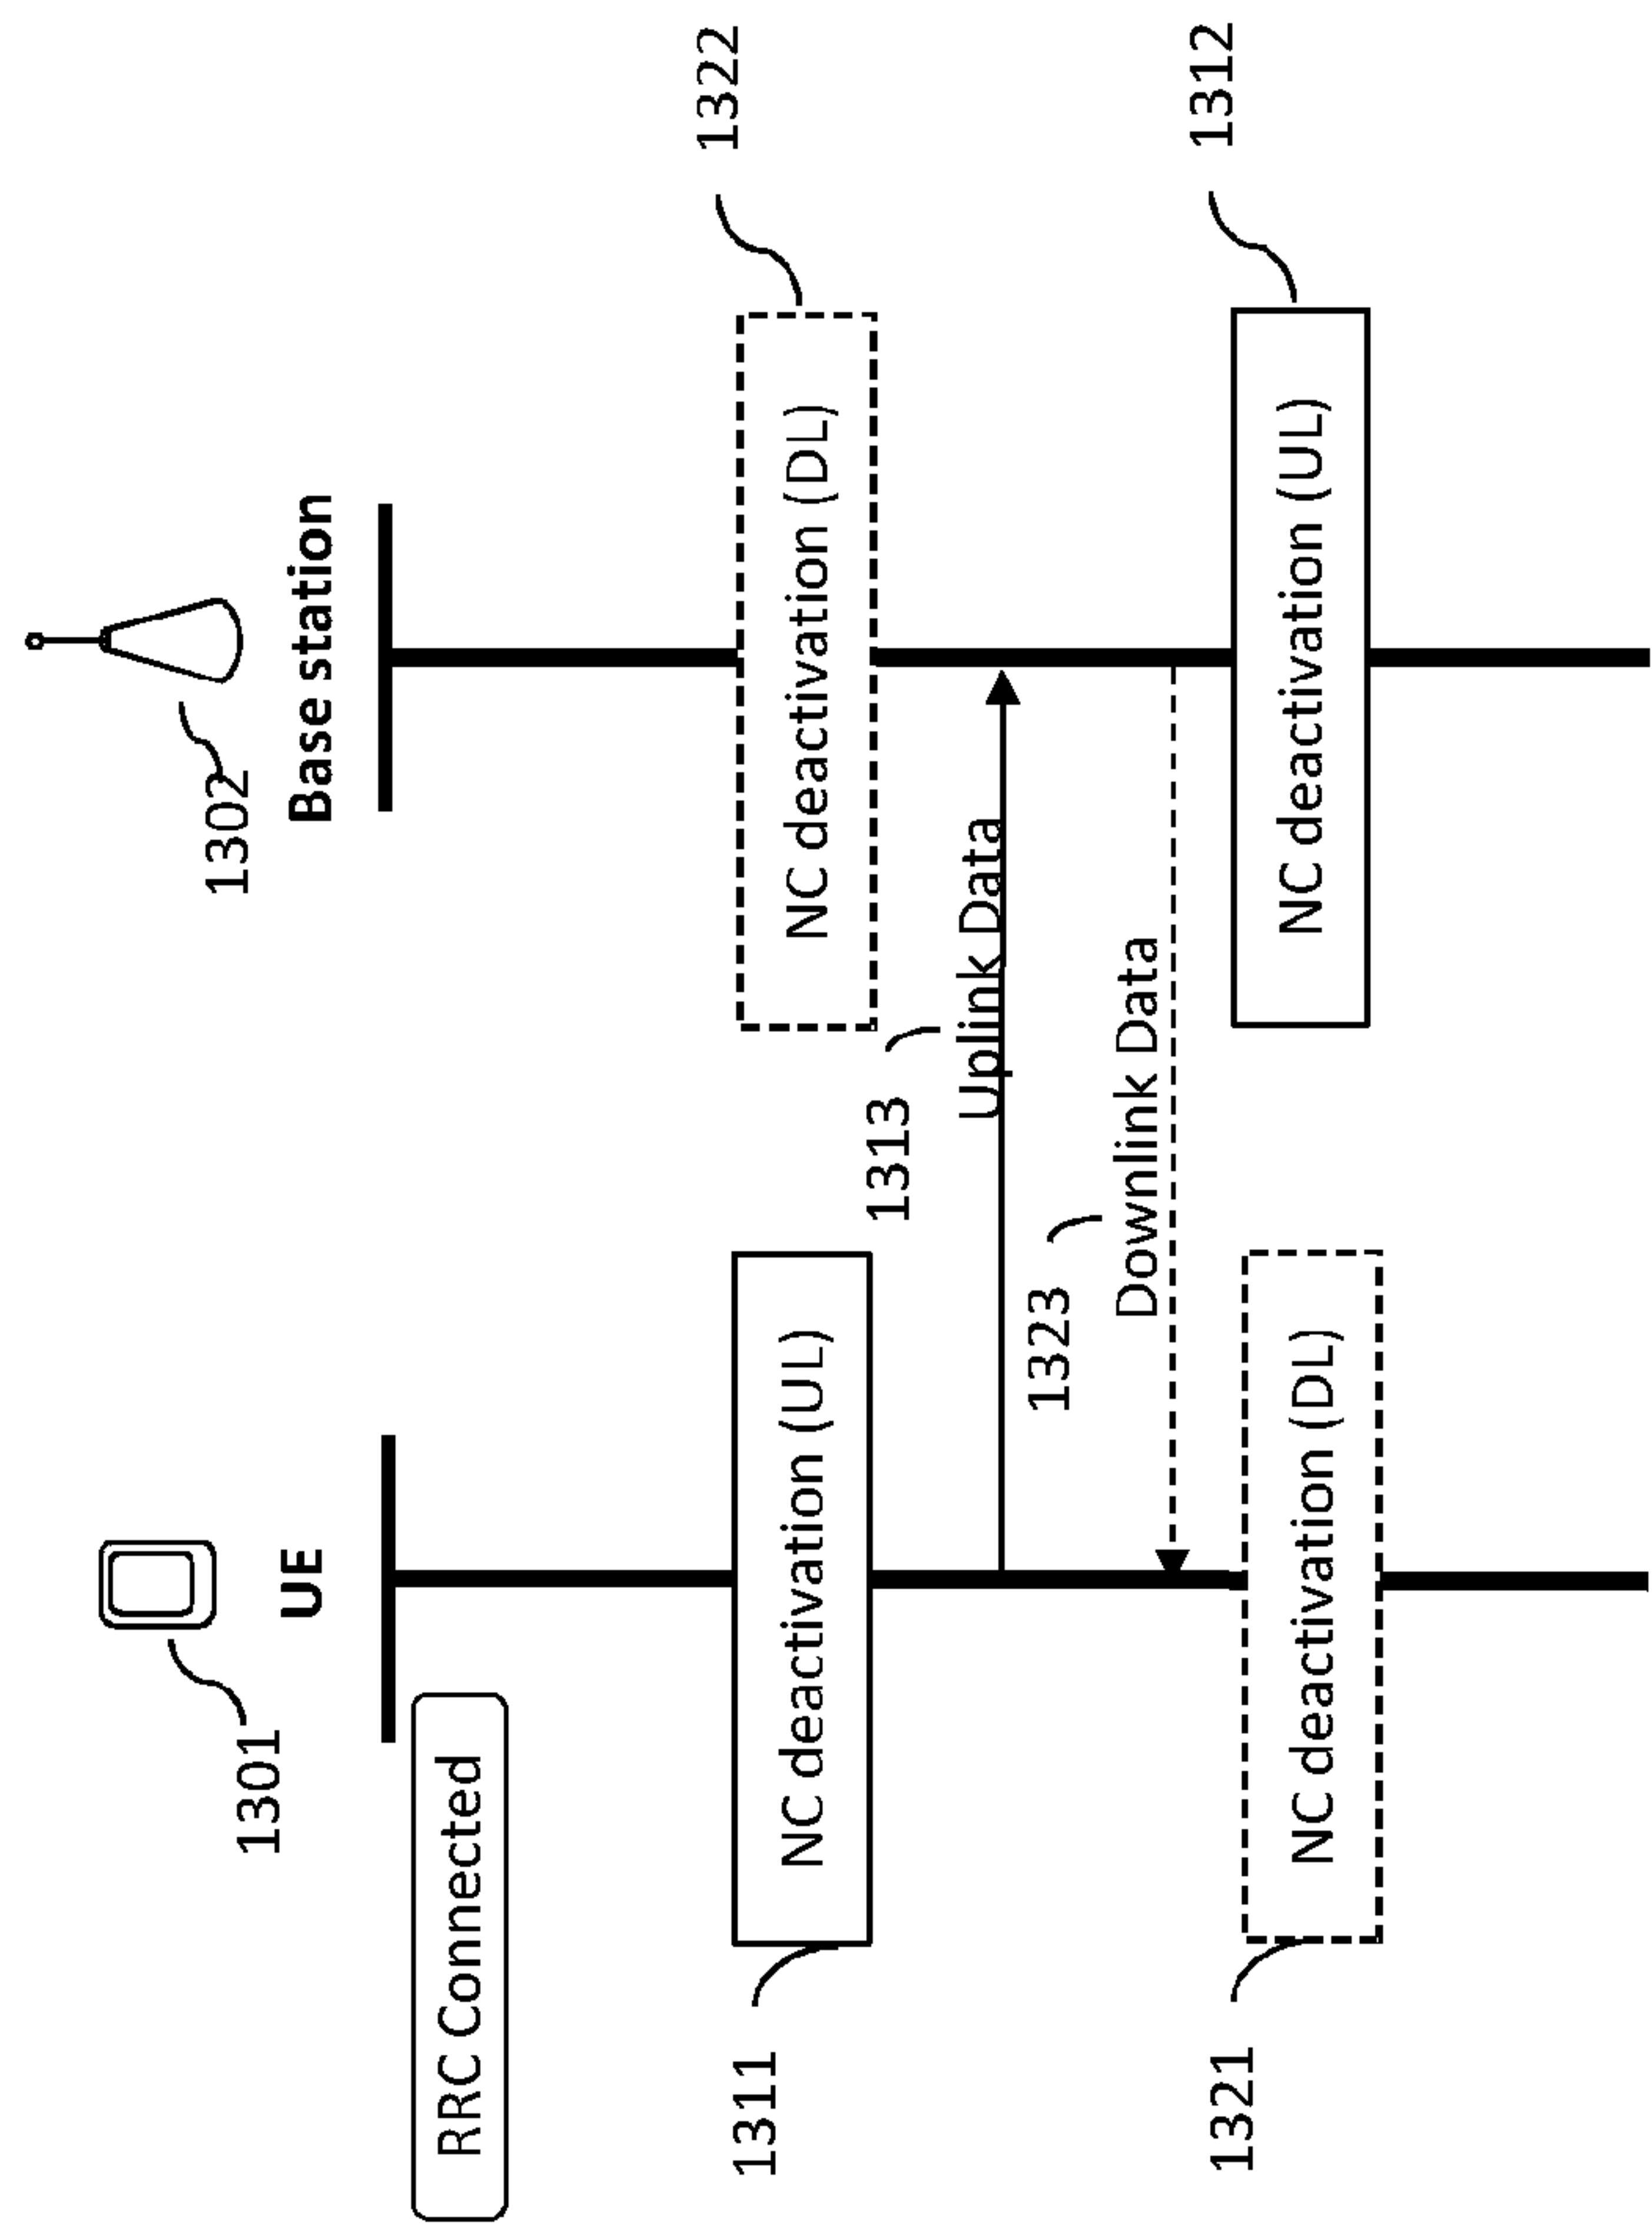 1301
UE
1302
Base station
RRC Connected
1311
NC deactivation (UL)
NC deactivation (DL)
1322
1313
Uplink Data
1323
Downlink Data
1321
NC deactivation (DL)
NC deactivation (UL)
1312